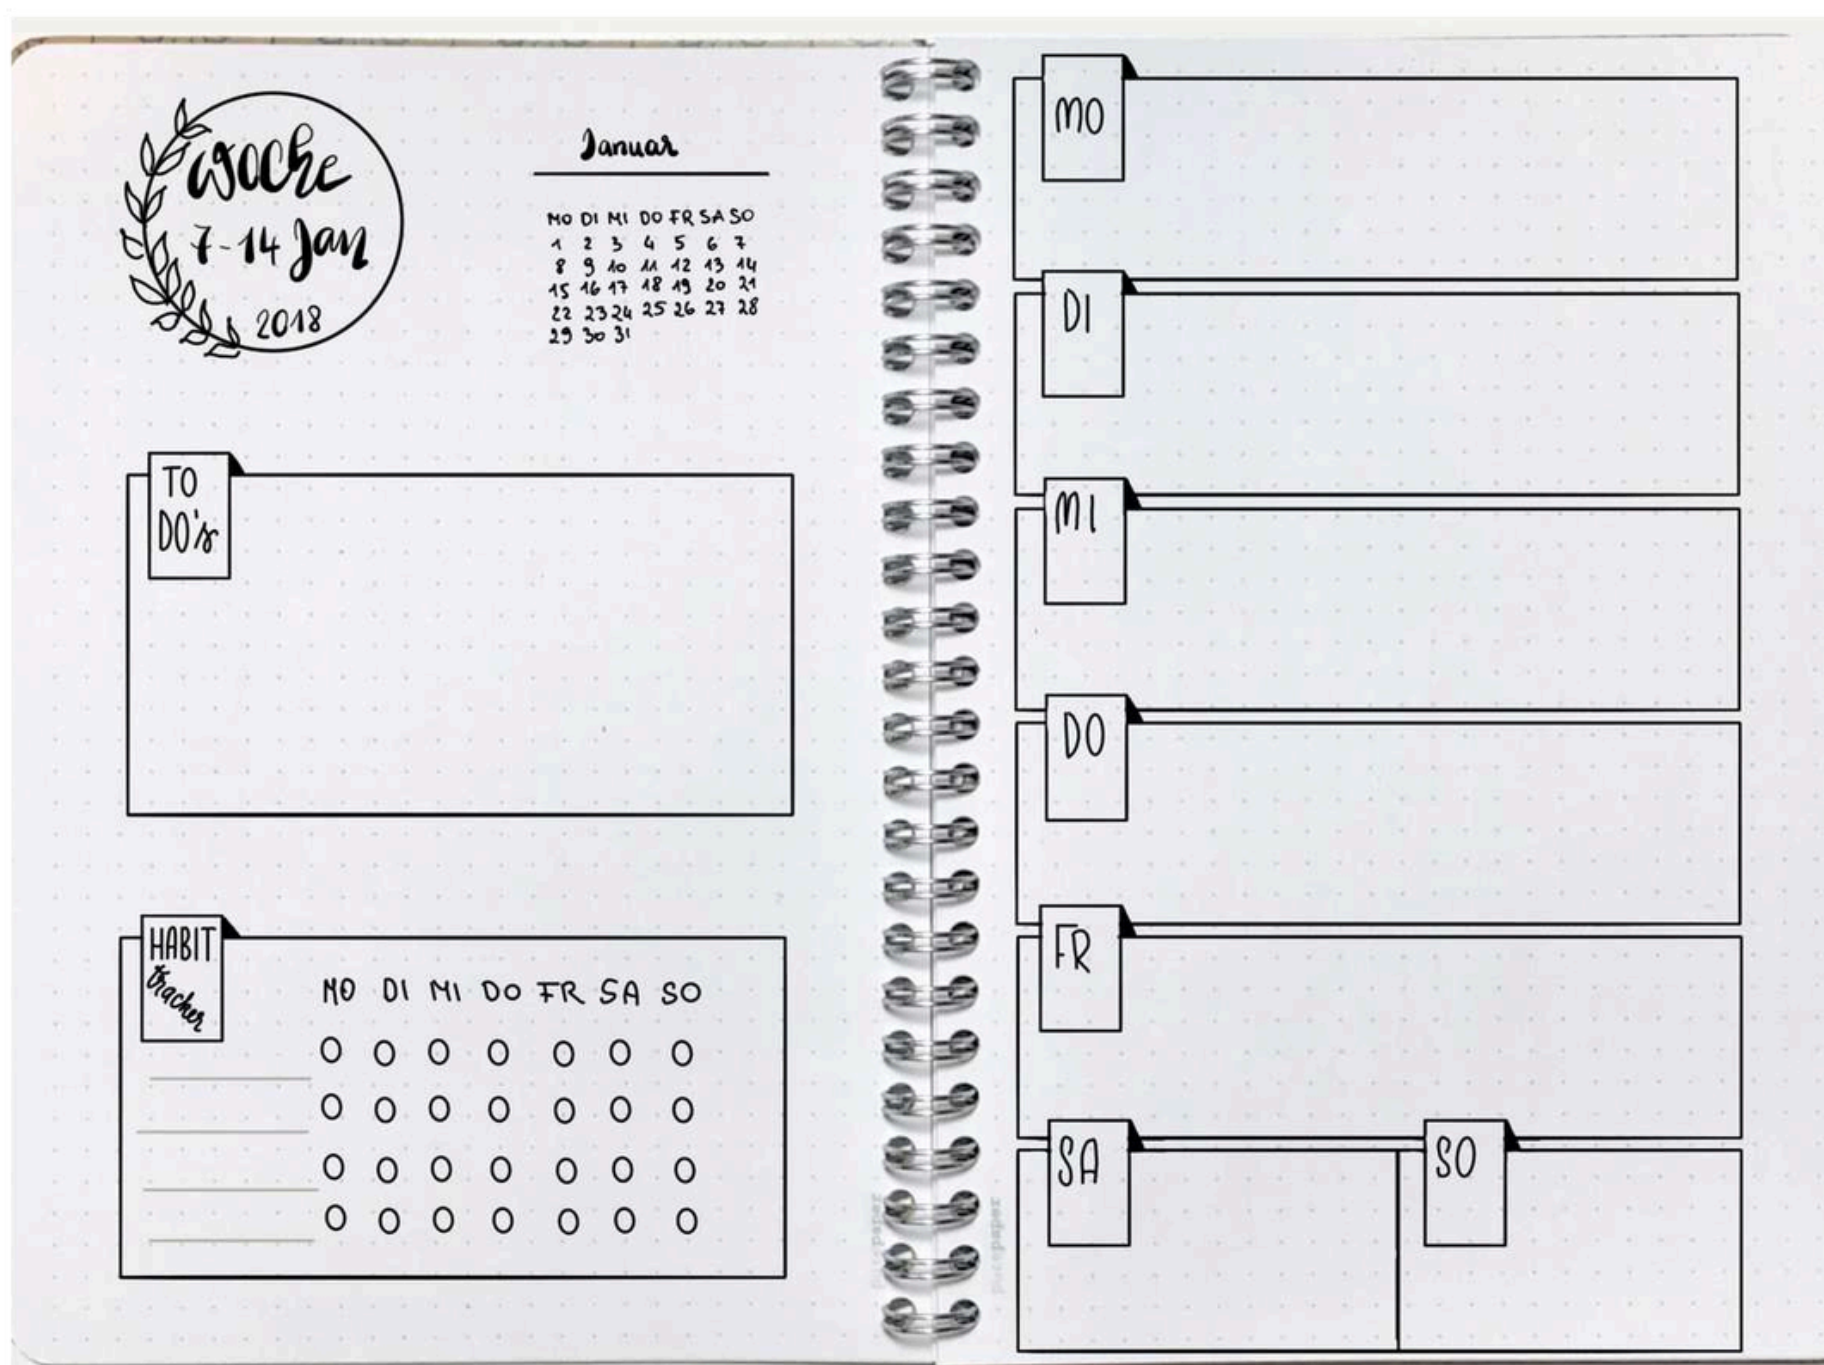 Woche
7-14 Jan
2018
Januar
MO DI MI DO FR SA SO
1 2 3 4 5 6 7
8 9 10 11 12 13 14
15 16 17 18 19 20 21
22 23 24 25 26 27 28
29 30 31
TO
DO's
HABIT
tracker
MO DI MI DO FR SA SO
MO
DI
MI
DO
FR
SA
SO